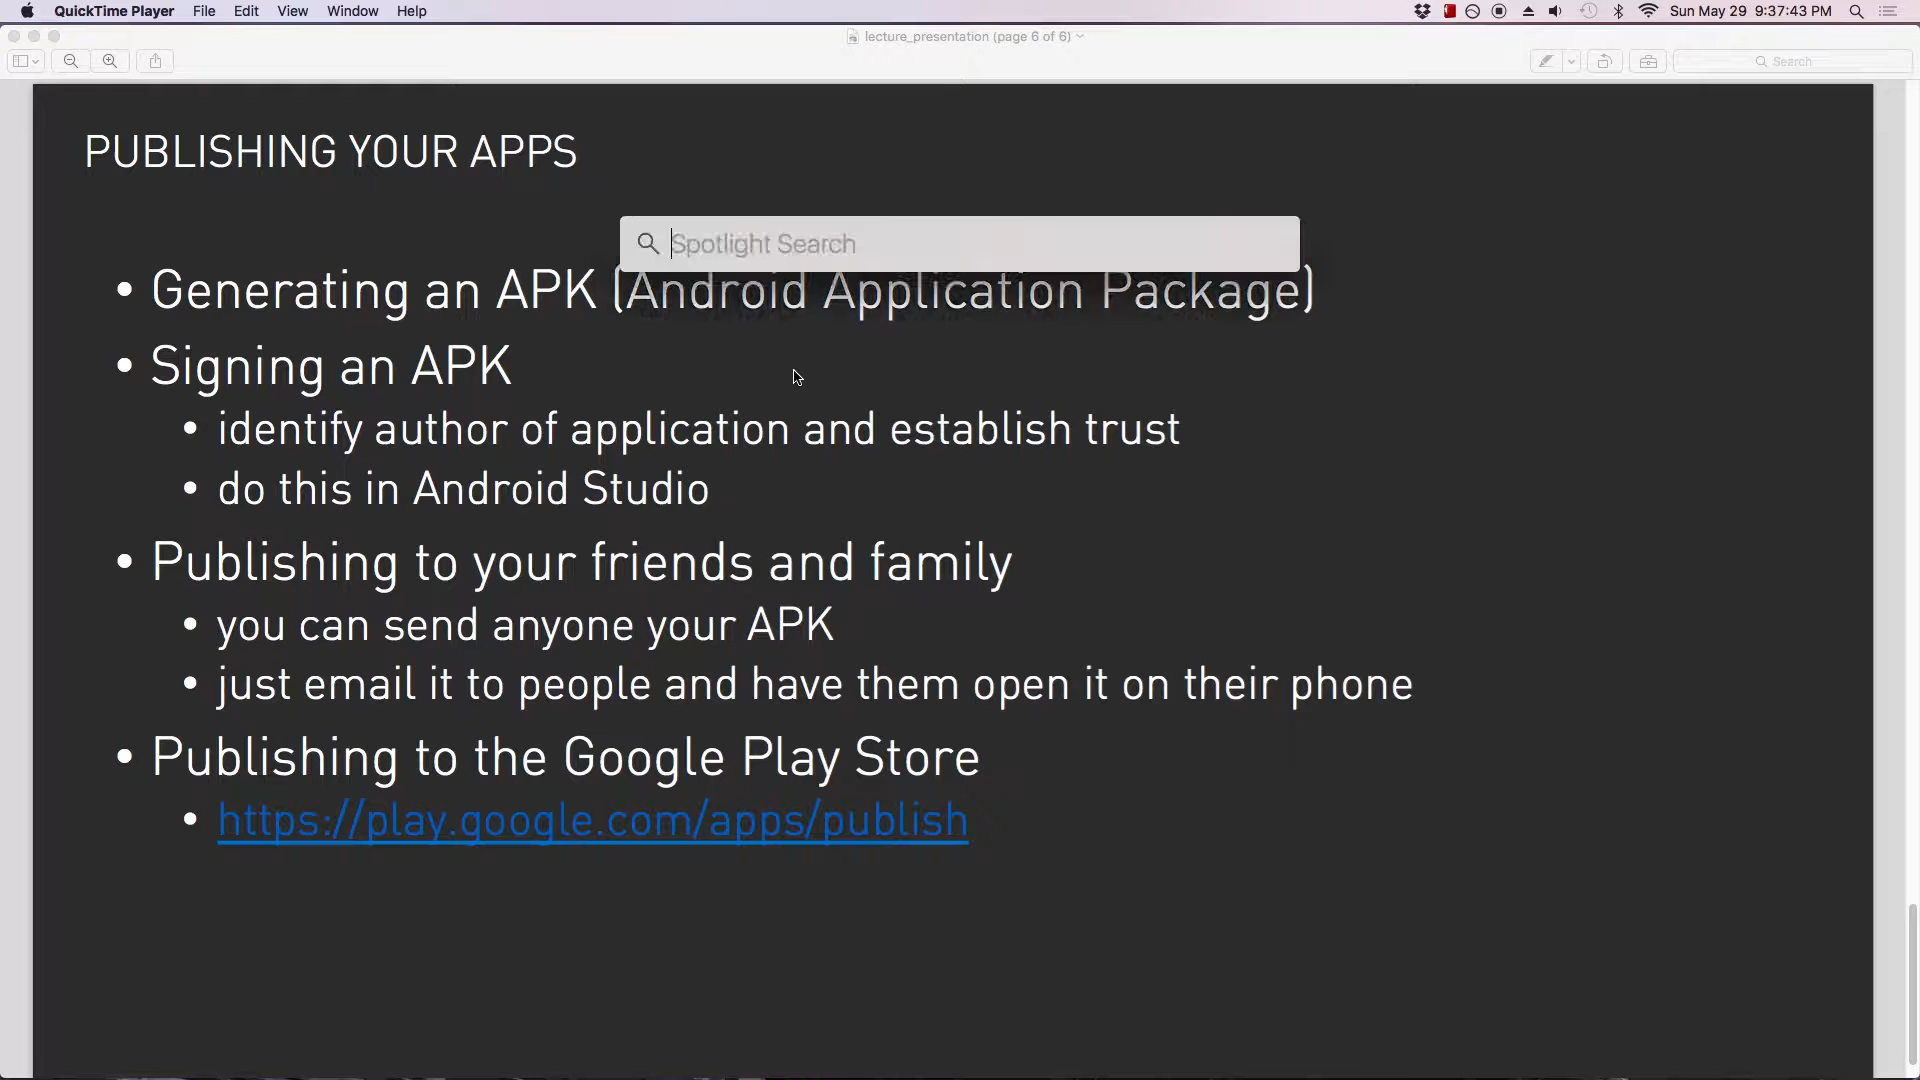 QuickTime Player File Edit View Window Help Sun May 29 9:37:43 PM
lecture_presentation (page 6 of 6)
Search
PUBLISHING YOUR APPS
Spotlight Search
• Generating an APK (Android Application Package)
• Signing an APK
• identify author of application and establish trust
• do this in Android Studio
• Publishing to your friends and family
• you can send anyone your APK
• just email it to people and have them open it on their phone
• Publishing to the Google Play Store
• https://play.google.com/apps/publish